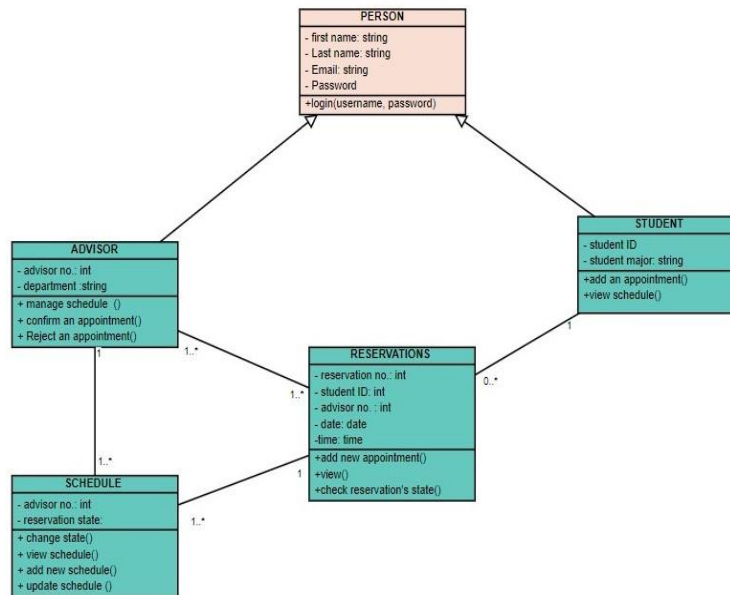 PERSON
- first name: string
- Last name: string
- Email: string
- Password
+login(username, password)
STUDENT
- student ID
- student major: string
+add an appointment()
+view schedule()
ADVISOR
- advisor no.: int
- department :string
+ manage schedule ()
+ confirm an appointment()
+ Reject an appointment()
1
1..*
1
RESERVATIONS
- reservation no.: int
- student ID: int
- advisor no. : int
- date: date
-time: time
+add new appointment()
+view()
+check reservation's state()
0..*
1..*
1
1..*
SCHEDULE
- advisor no.: int
- reservation state:
+ change state()
+ view schedule()
+ add new schedule()
+ update schedule ()
1..*